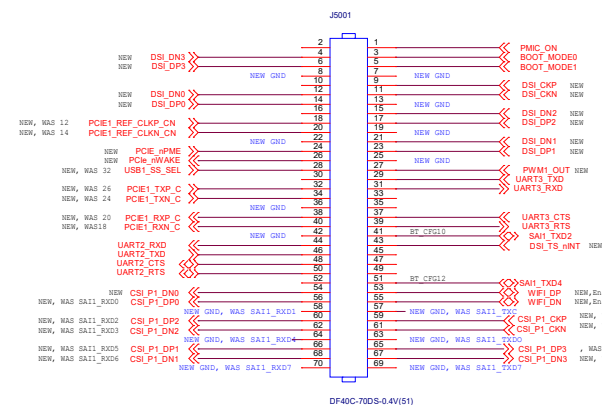 J5001
2 1
PMIC_ON
4 3
BOOT_MODE0
NEW DSI_DN3
6 5
BOOT_MODE1
NEW DSI_DP3
8 7
NEW GND NEW GND
10 9
DSI_CKP NEW
NEW DSI_DN0
12 11
DSI_CKN NEW
NEW DSI_DP0
14 13
NEW GND
16 15
DSI_DN2 NEW
NEW, WAS 12 PCIE1_REF_CLKP_CN
18 17
DSI_DP2 NEW
NEW, WAS 14 PCIE1_REF_CLKN_CN
20 19
NEW GND NEW GND
22 21
DSI_DN1 NEW
NEW PCIE_nPME
24 23
DSI_DP1 NEW
NEW PCIe_nWAKE
26 25
NEW GND
NEW, WAS 32 USB1_SS_SEL
28 27
PWM1_OUT NEW
30 29
UART3_TXD
NEW, WAS 26 PCIE1_TXP_C
32 31
UART3_RXD
NEW, WAS 24 PCIE1_TXN_C
34 33
NEW GND
36 35
NEW, WAS 20 PCIE1_RXP_C
38 37
UART3_CTS
NEW, WAS18 PCIE1_RXN_C
40 39
UART3_RTS
NEW GND
42 41
BT_CFG10 SAI1_TXD2
UART2_RXD
44 43
DSI_TS_nINT NEW
UART2_TXD
46 45
UART2_CTS
48 47
UART2_RTS
50 49
52 51
BT_CFG12 SAI1_TXD4
NEW CSI_P1_DN0
54 53
WIFI_DP NEW,En
NEW, WAS SAI1_RXD0 CSI_P1_DP0
56 55
WIFI_DN NEW,En
NEW GND, WAS SAI1_RXD1
58 57
NEW GND, WAS SAI1_TXC
NEW, WAS SAI1_RXD2 CSI_P1_DP2
60 59
CSI_P1_CKP NEW,
NEW, WAS SAI1_RXD3 CSI_P1_DN2
62 61
CSI_P1_CKN NEW,
NEW GND, WAS SAI1_RXD4
64 63
NEW GND, WAS SAI1_TXD0
NEW, WAS SAI1_RXD5 CSI_P1_DP1
66 65
CSI_P1_DP3 , WAS
NEW, WAS SAI1_RXD6 CSI_P1_DN1
68 67
CSI_P1_DN3 NEW,
NEW GND, WAS SAI1_RXD7
70 69
NEW GND, WAS SAI1_TXD7
DF40C-70DS-0.4V(51)